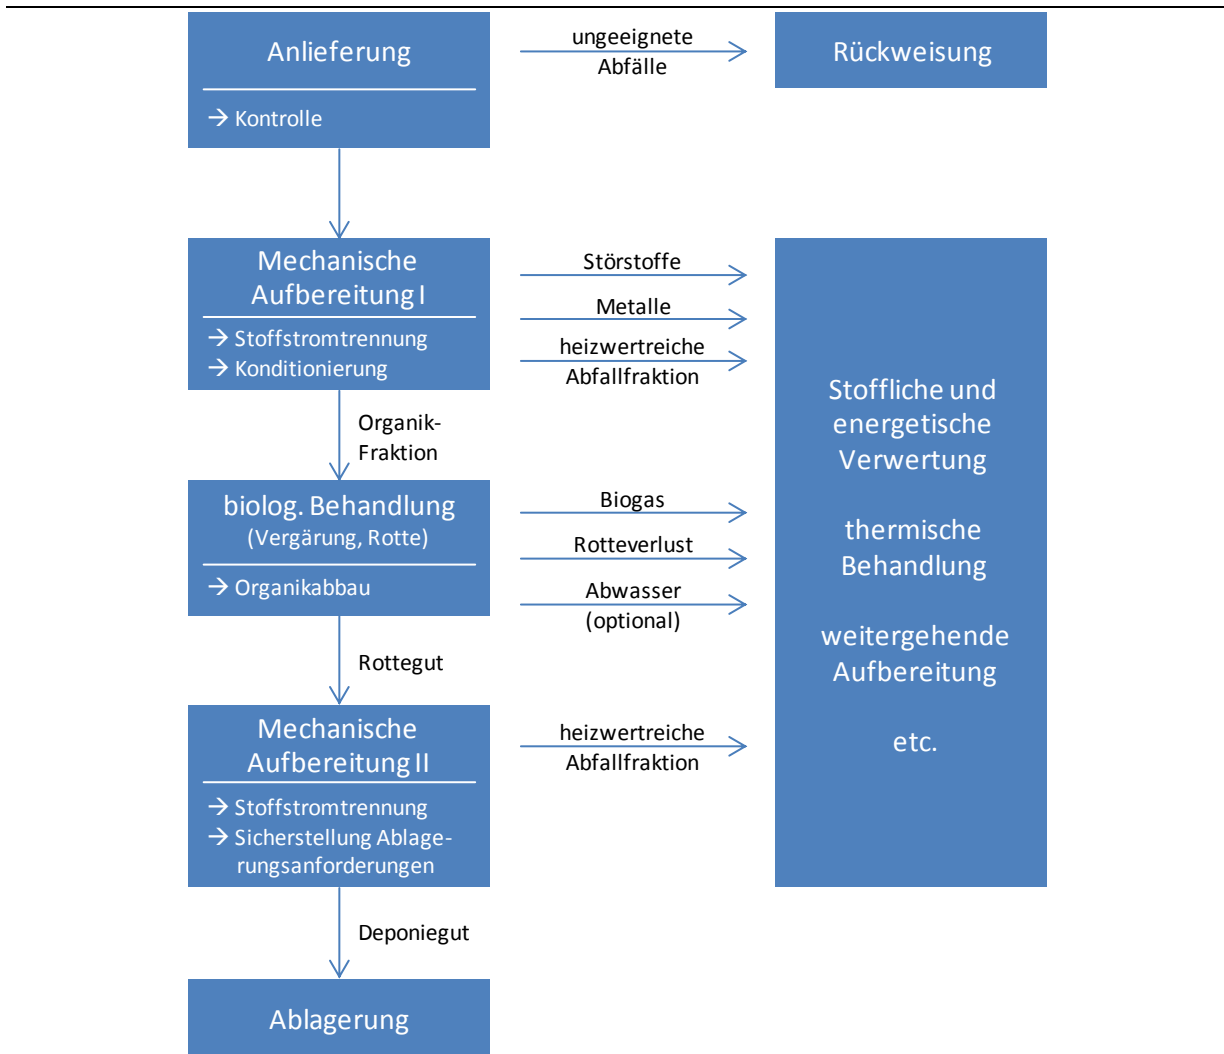 Anlieferung
→ Kontrolle
ungeeignete
Abfälle
Rückweisung
Mechanische
Aufbereitung I
→ Stoffstromtrennung
→ Konditionierung
Störstoffe
Metalle
heizwertreiche
Abfallfraktion
Organik-
Fraktion
biolog. Behandlung
(Vergärung, Rotte)
→ Organikabbau
Biogas
Rotteverlust
Abwasser
(optional)
Rottegut
Mechanische
Aufbereitung II
→ Stoffstromtrennung
→ Sicherstellung Ablage-
rungsanforderungen
heizwertreiche
Abfallfraktion
Stoffliche und
energetische
Verwertung
thermische
Behandlung
weitergehende
Aufbereitung
etc.
Deponiegut
Ablagerung